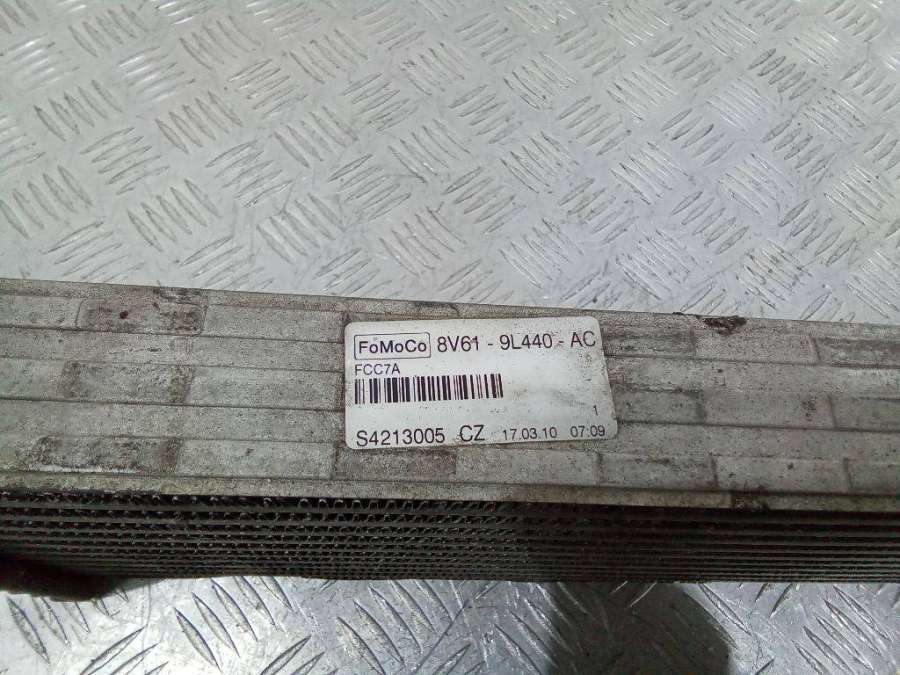 FoMoCo 8V61 - 9L440 - AC
FCC7A
1
S4213005 CZ 17.03.10 07:09